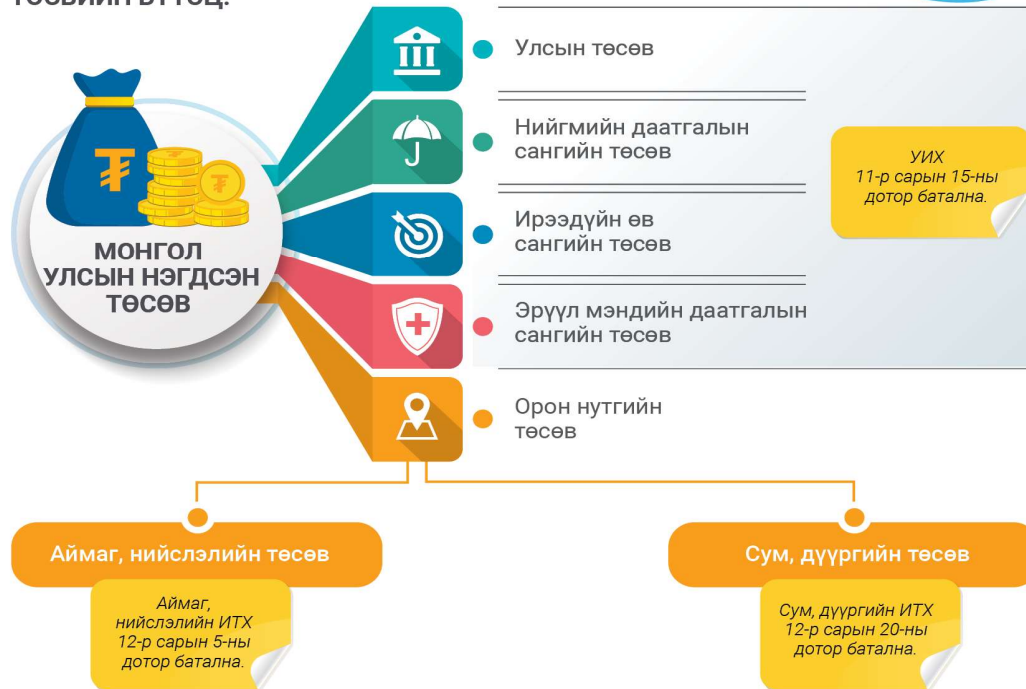 Улсын төсөв
Нийгмийн даатгалын
сангийн төсөв
УИХ
11-р сарын 15-ны
дотор батална.
Ирээдүйн өв
сангийн төсөв
МОНГОЛ
УЛСЫН НЭГДСЭН
ТӨСӨВ
Эрүүл мэндийн даатгалын
сангийн төсөв
Орон нутгийн
төсөв
Аймаг, нийслэлийн төсөв
Аймаг,
нийслэлийн ИТХ
12-р сарын 5-ны
дотор батална.
Сум, дүүргийн төсөв
Сум, дүүргийн ИТХ
12-р сарын 20-ны
дотор батална.